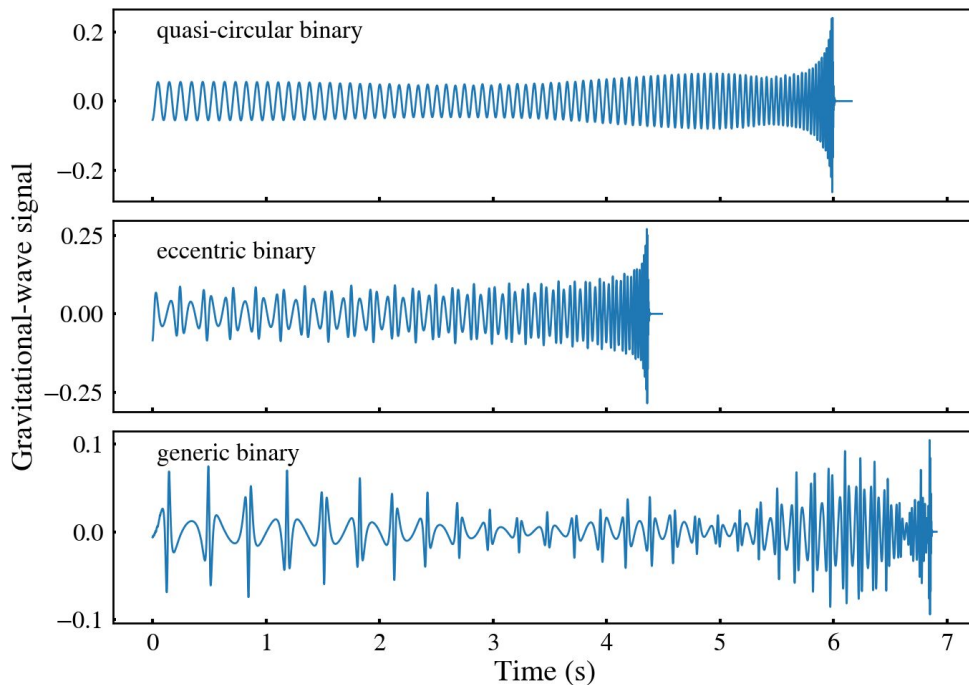 Gravitational-wave signal
quasi-circular binary
0.2
0.0
−0.2
eccentric binary
0.25
0.00
−0.25
generic binary
0.1
0.0
−0.1
0 1 2 3 4 5 6 7
Time (s)